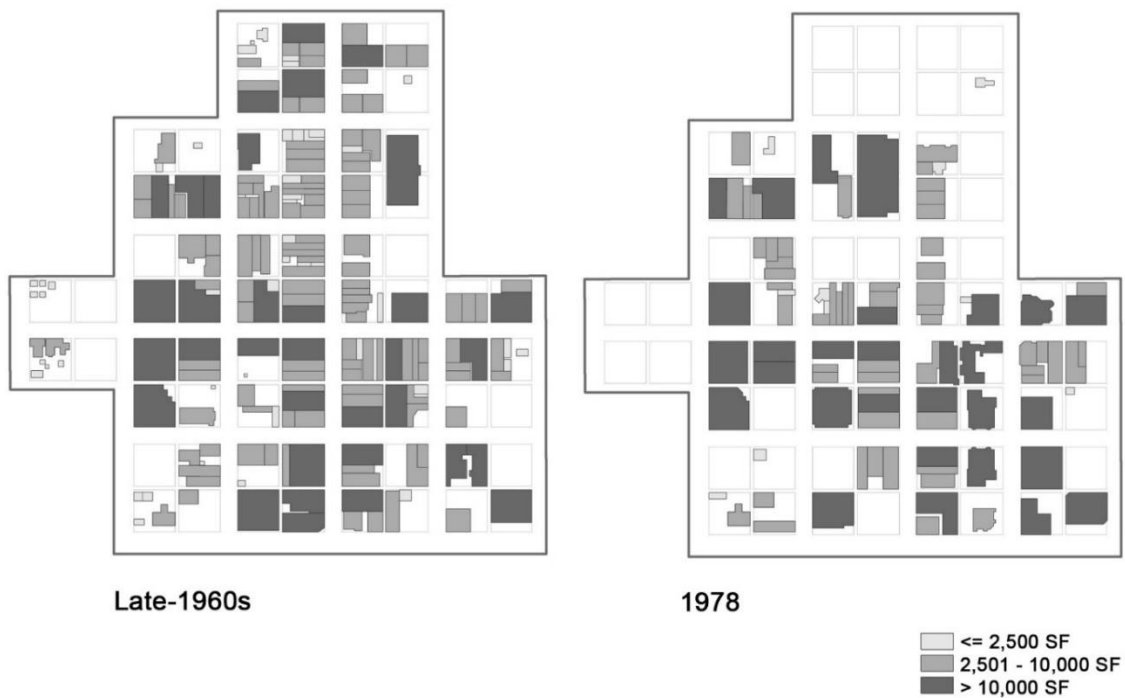 Late-1960s
1978
<= 2,500 SF
2,501 - 10,000 SF
> 10,000 SF